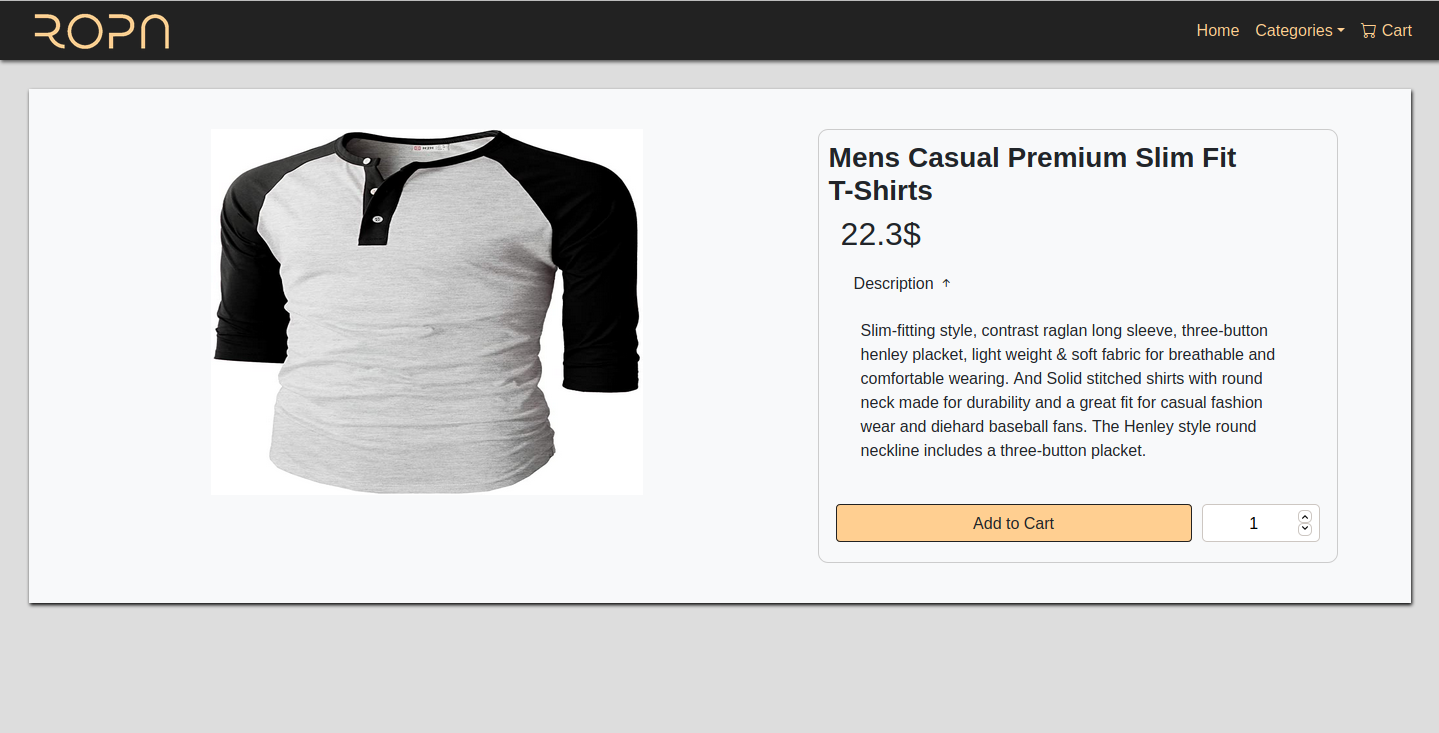 ROPN
Home Categories Cart
Mens Casual Premium Slim Fit
T-Shirts
22.3$
Description ↑
Slim-fitting style, contrast raglan long sleeve, three-button
henley placket, light weight & soft fabric for breathable and
comfortable wearing. And Solid stitched shirts with round
neck made for durability and a great fit for casual fashion
wear and diehard baseball fans. The Henley style round
neckline includes a three-button placket.
Add to Cart 1